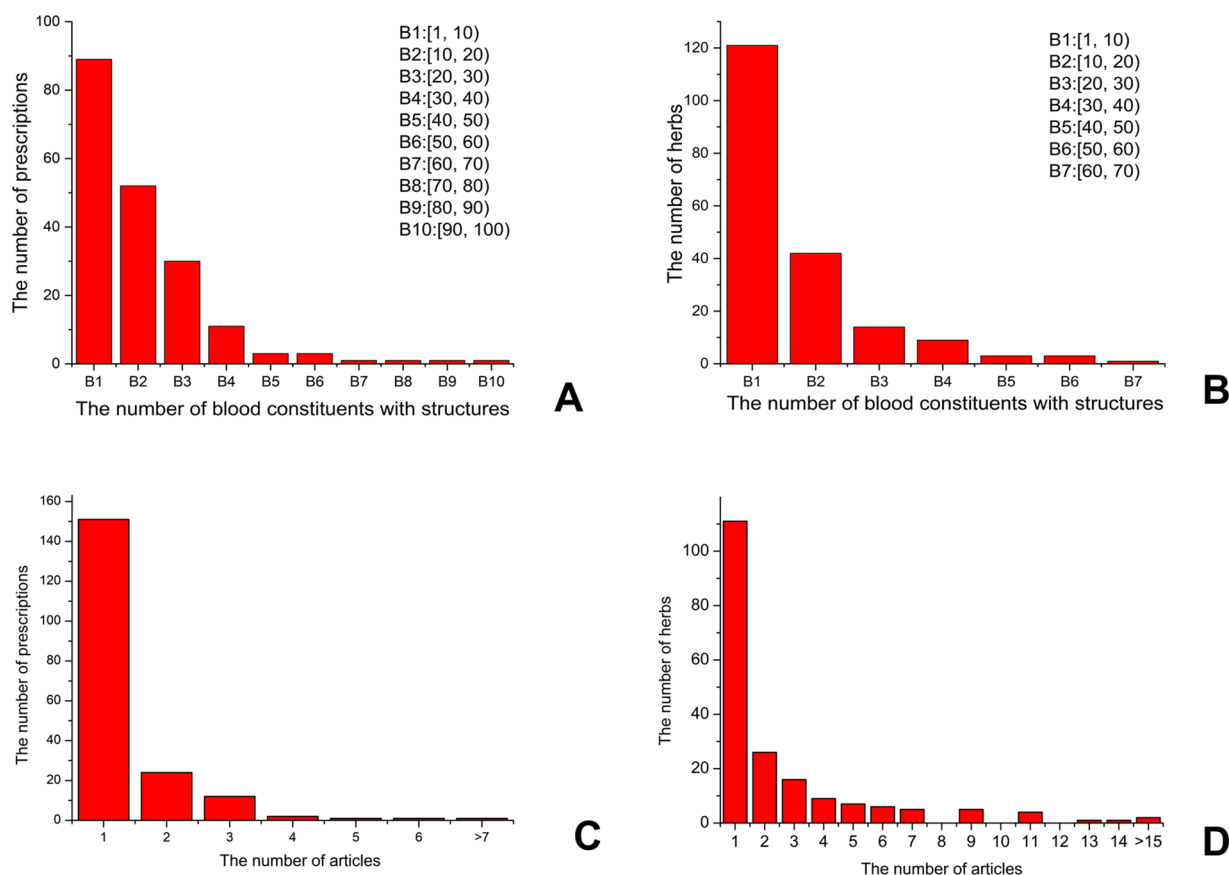 100
80
60
40
20
0
The number of prescriptions
B1:[1, 10)
B2:[10, 20)
B3:[20, 30)
B4:[30, 40)
B5:[40, 50)
B6:[50, 60)
B7:[60, 70)
B8:[70, 80)
B9:[80, 90)
B10:[90, 100)
B1 B2 B3 B4 B5 B6 B7 B8 B9 B10
The number of blood constituents with structures
A
120
100
80
60
40
20
0
The number of herbs
B1:[1, 10)
B2:[10, 20)
B3:[20, 30)
B4:[30, 40)
B5:[40, 50)
B6:[50, 60)
B7:[60, 70)
B1 B2 B3 B4 B5 B6 B7
The number of blood constituents with structures
B
160
140
120
100
80
60
40
20
0
The number of prescriptions
1 2 3 4 5 6 >7
The number of articles
C
100
80
60
40
20
0
The number of herbs
1 2 3 4 5 6 7 8 9 10 11 12 13 14 >15
The number of articles
D